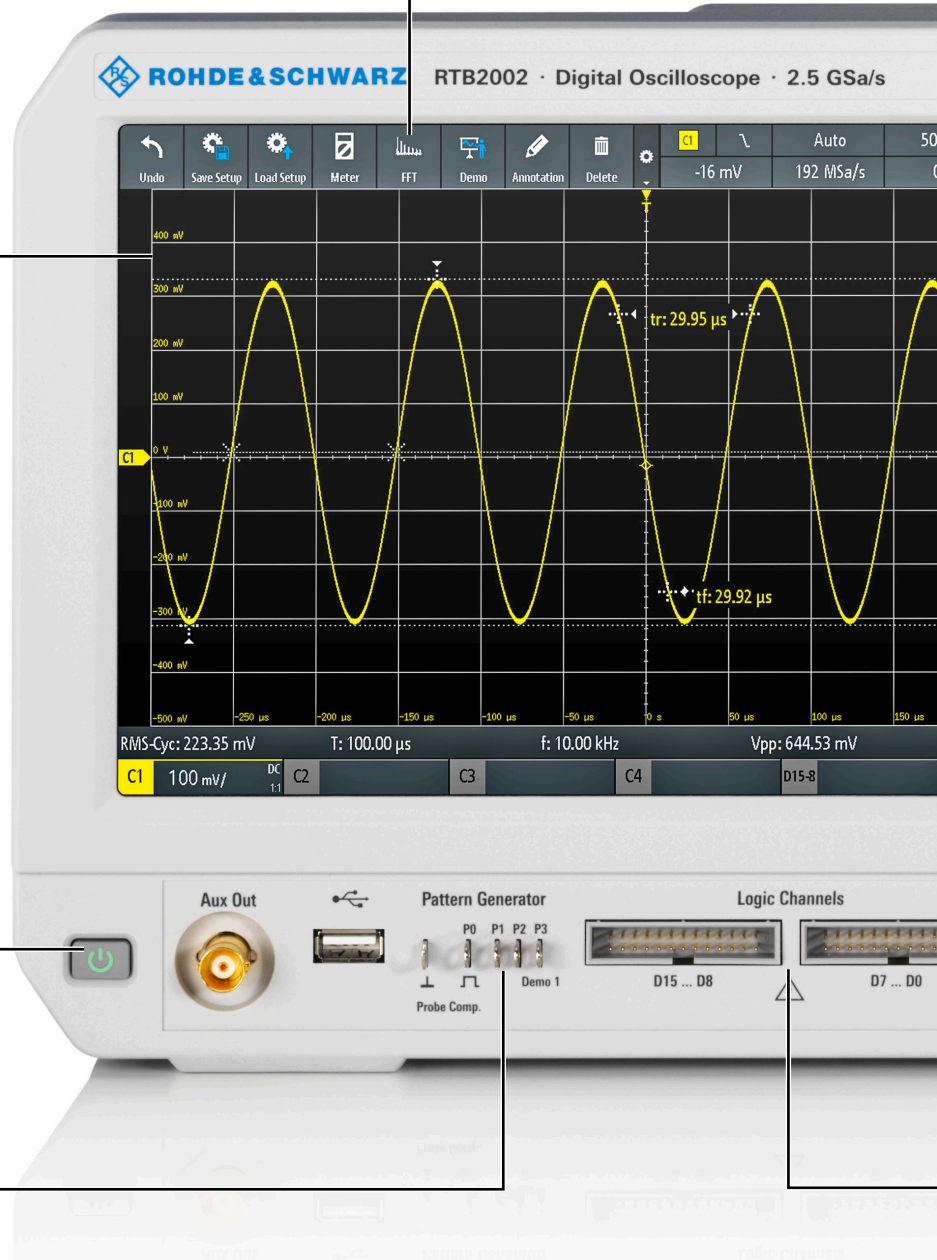 ROHDE&SCHWARZ RTB2002 · Digital Oscilloscope · 2.5 GSa/s
R S
Undo Save Setup Load Setup Meter FFT Demo Annotation Delete
C1 Auto 50
-16 mV 192 MSa/s
T
400 mV
300 mV
tr: 29.95 µs
200 mV
100 mV
C1 0 V
-100 mV
-200 mV
tf: 29.92 µs
-300 mV
-400 mV
-500 mV -250 µs -200 µs -150 µs -100 µs -50 µs 0 s 50 µs 100 µs 150 µs
RMS-Cyc: 223.35 mV T: 100.00 µs f: 10.00 kHz Vpp: 644.53 mV
C1 100 mV/ DC 1:1 C2 C3 C4 D15-8
Aux Out Pattern Generator Logic Channels
P0 P1 P2 P3
Demo 1 D15 ... D8 D7 ... D0
Probe Comp.